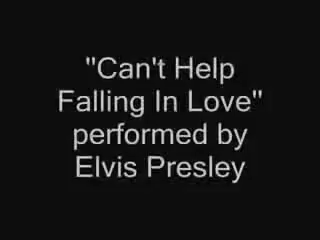 "Can't Help
Falling In Love"
performed by
Elvis Presley